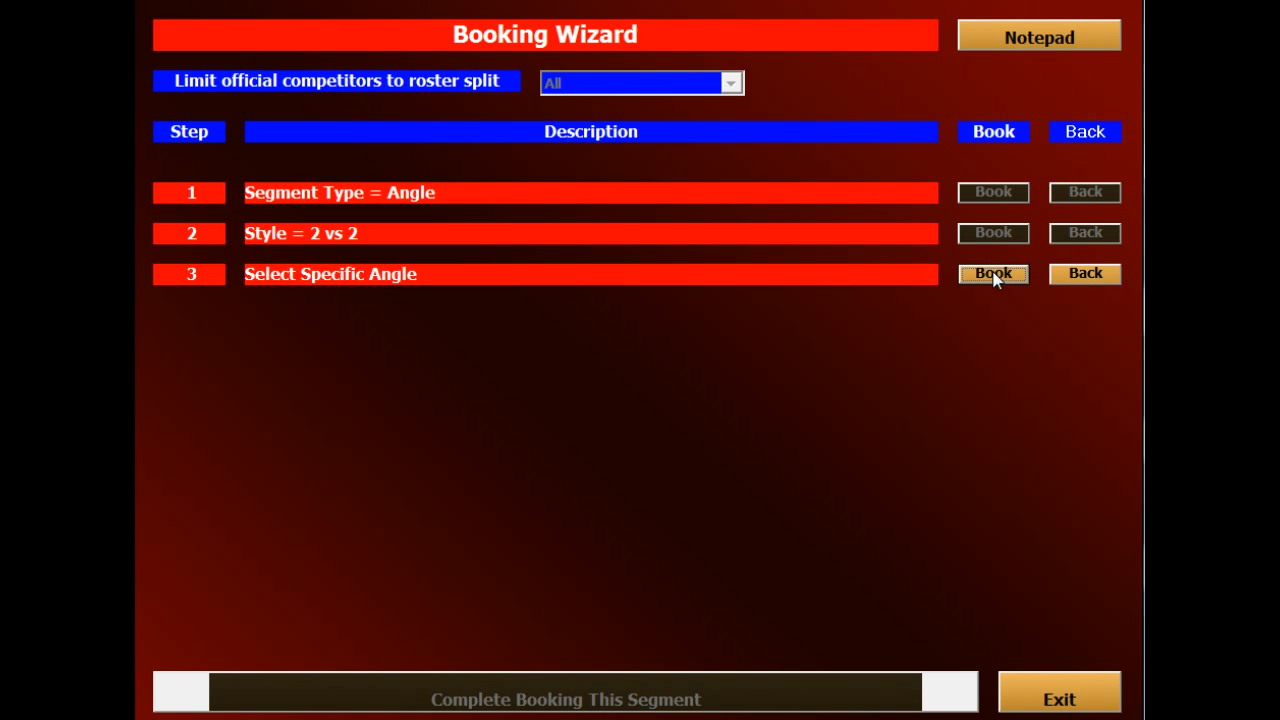 Booking Wizard
Notepad
Limit official competitors to roster split
All
Step Description Book Back
1 Segment Type = Angle Book Back
2 Style = 2 vs 2 Book Back
3 Select Specific Angle Book Back
Complete Booking This Segment
Exit